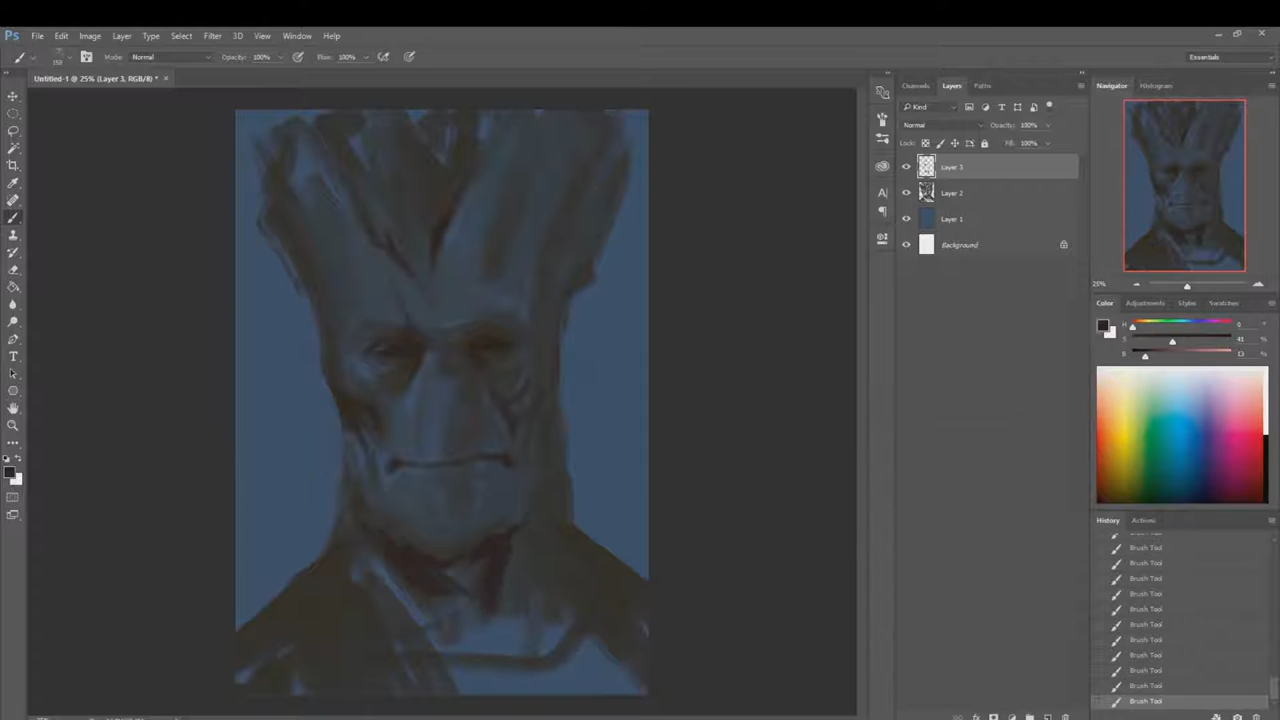 Ps File Edit Image Layer Type Select Filter 3D View Window Help
Mode: Normal Opacity: 100% Flow: 100% Essentials
Untitled-1 @ 25% (Layer 3, RGB/8) * ×
Channels Layers Paths
Navigator Histogram
Kind
Normal Opacity: 100%
Lock: Fill: 100%
Layer 3
Layer 2
Layer 1
Background
25%
Color Adjustments Styles Swatches
H 0 °
S 41 %
B 13 %
History Actions
Brush Tool
Brush Tool
Brush Tool
Brush Tool
Brush Tool
Brush Tool
Brush Tool
Brush Tool
Brush Tool
Brush Tool
Brush Tool